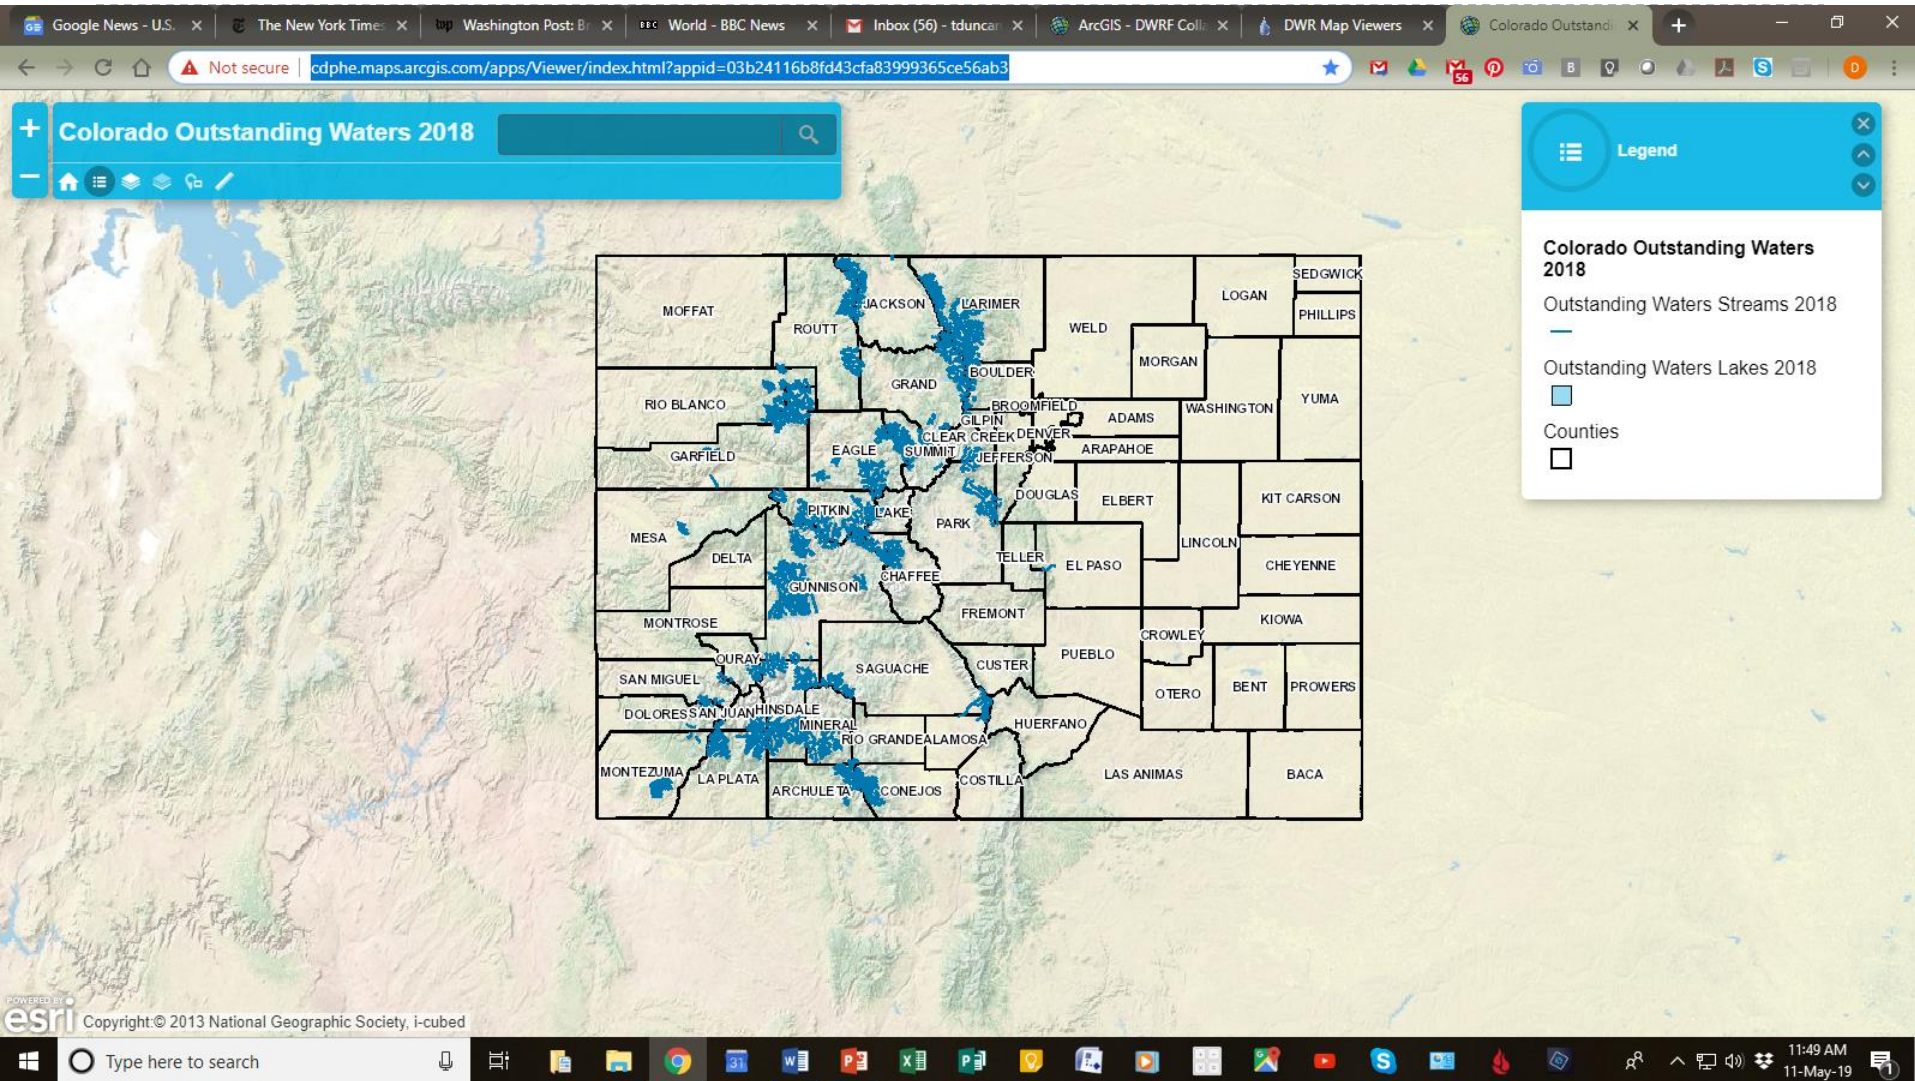 Google News - U.S.
The New York Times
Washington Post: Br
World - BBC News
Inbox (56) - tduncan
ArcGIS - DWRF Colla
DWR Map Viewers
Colorado Outstandi
Not secure
cdphe.maps.arcgis.com/apps/Viewer/index.html?appid=03b24116b8fd43cfa83999365ce56ab3
56
D
Colorado Outstanding Waters 2018
Legend
Colorado Outstanding Waters
2018
Outstanding Waters Streams 2018
Outstanding Waters Lakes 2018
Counties
SEDGWICK
LOGAN
JACKSON
LARIMER
MOFFAT
PHILLIPS
ROUTT
WELD
MORGAN
BOULDER
GRAND
YUMA
RIO BLANCO
BROOMFIELD
WASHINGTON
ADAMS
GILPIN
CLEAR CREEK
DENVER
EAGLE
SUMMIT
ARAPAHOE
GARFIELD
JEFFERSON
DOUGLAS
ELBERT
KIT CARSON
PITKIN
LAKE
PARK
MESA
LINCOLN
DELTA
TELLER
EL PASO
CHEYENNE
CHAFFEE
GUNNISON
FREMONT
KIOWA
MONTROSE
CROWLEY
PUEBLO
OURAY
SAGUACHE
CUSTER
SAN MIGUEL
BENT
PROWERS
OTERO
DOLORES
SAN JUAN
HINSDALE
MINERAL
HUERFANO
RIO GRANDE
ALAMOSA
MONTEZUMA
LA PLATA
COSTILLA
LAS ANIMAS
BACA
ARCHULETA
CONEJOS
POWERED BY
esri
Copyright:© 2013 National Geographic Society, i-cubed
Type here to search
31
11:49 AM
11-May-19
1